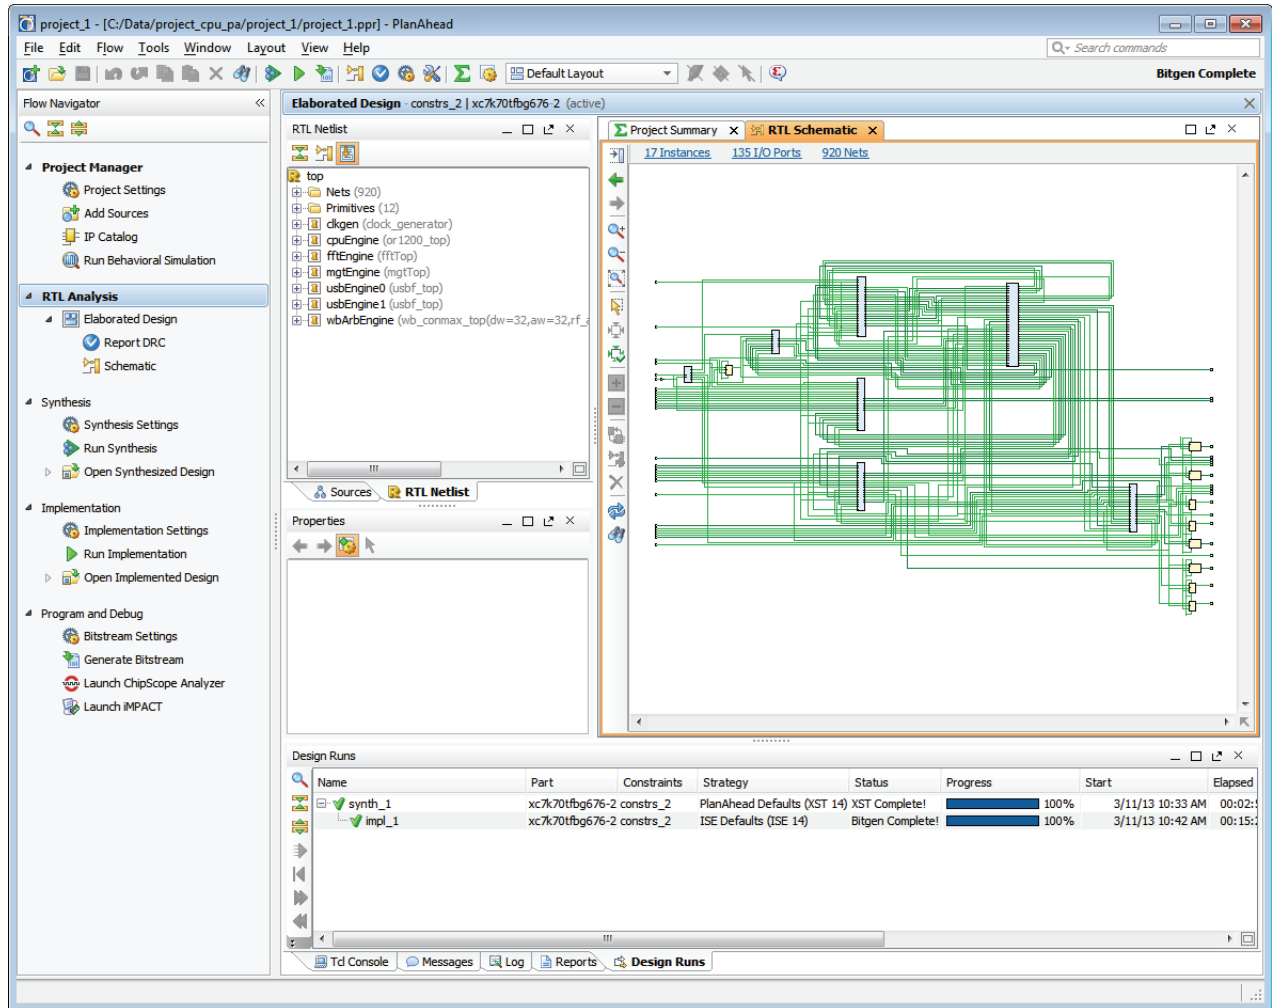 project_1 - [C:/Data/project_cpu_pa/project_1/project_1.ppr] - PlanAhead
File Edit Flow Tools Window Layout View Help
Search commands
Default Layout
Bitgen Complete
Flow Navigator
Project Manager
Project Settings
Add Sources
IP Catalog
Run Behavioral Simulation
RTL Analysis
Elaborated Design
Report DRC
Schematic
Synthesis
Synthesis Settings
Run Synthesis
Open Synthesized Design
Implementation
Implementation Settings
Run Implementation
Open Implemented Design
Program and Debug
Bitstream Settings
Generate Bitstream
Launch ChipScope Analyzer
Launch iMPACT
Elaborated Design - constrs_2 | xc7k70tfbg676-2 (active)
RTL Netlist
top
Nets (920)
Primitives (12)
clkgen (clock_generator)
cpuEngine (or1200_top)
fftEngine (fftTop)
mgtEngine (mgtTop)
usbEngine0 (usbf_top)
usbEngine1 (usbf_top)
wbArbEngine (wb_conmax_top(dw=32,aw=32,rf_a
Sources RTL Netlist
Properties
Project Summary RTL Schematic
17 Instances 135 I/O Ports 920 Nets
Design Runs
Name Part Constraints Strategy Status Progress Start Elapsed
synth_1 xc7k70tfbg676-2 constrs_2 PlanAhead Defaults (XST 14) XST Complete! 100% 3/11/13 10:33 AM 00:02:
impl_1 xc7k70tfbg676-2 constrs_2 ISE Defaults (ISE 14) Bitgen Complete! 100% 3/11/13 10:42 AM 00:15:
Tcl Console Messages Log Reports Design Runs